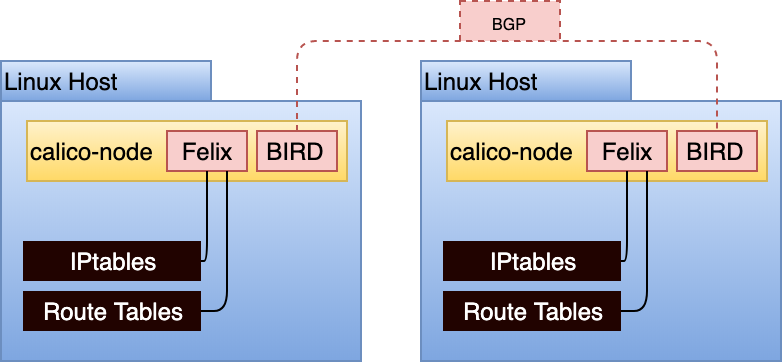 BGP
Linux Host
Linux Host
calico-node Felix BIRD
calico-node Felix BIRD
IPtables
IPtables
Route Tables
Route Tables